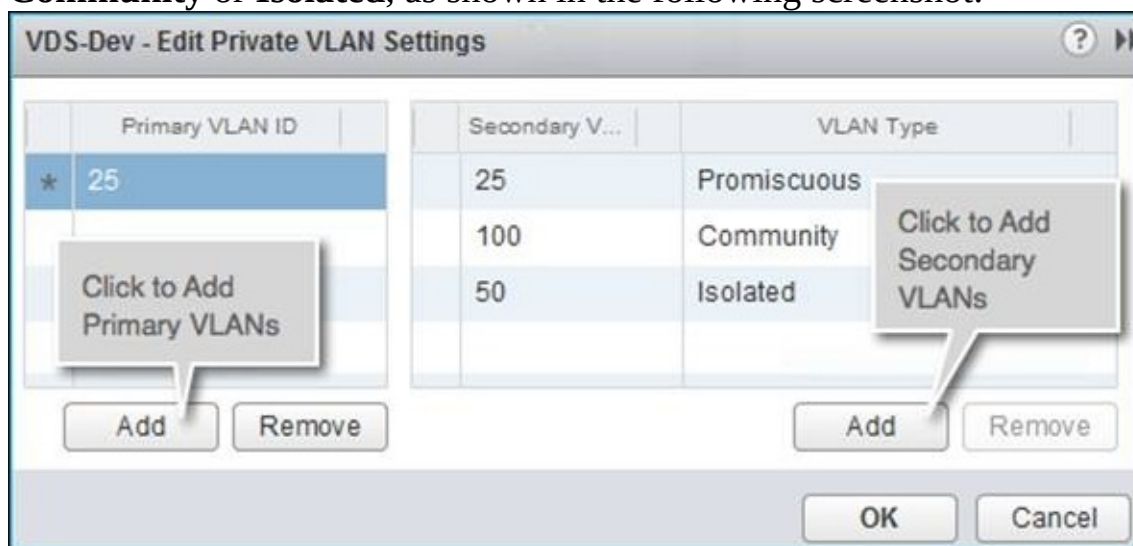 Community or Isolated, as shown in the following screenshot:
VDS-Dev - Edit Private VLAN Settings
?
Primary VLAN ID
Secondary V...
VLAN Type
* 25
25 Promiscuous
100 Community
50 Isolated
Click to Add
Primary VLANs
Click to Add
Secondary
VLANs
Add Remove
Add Remove
OK Cancel